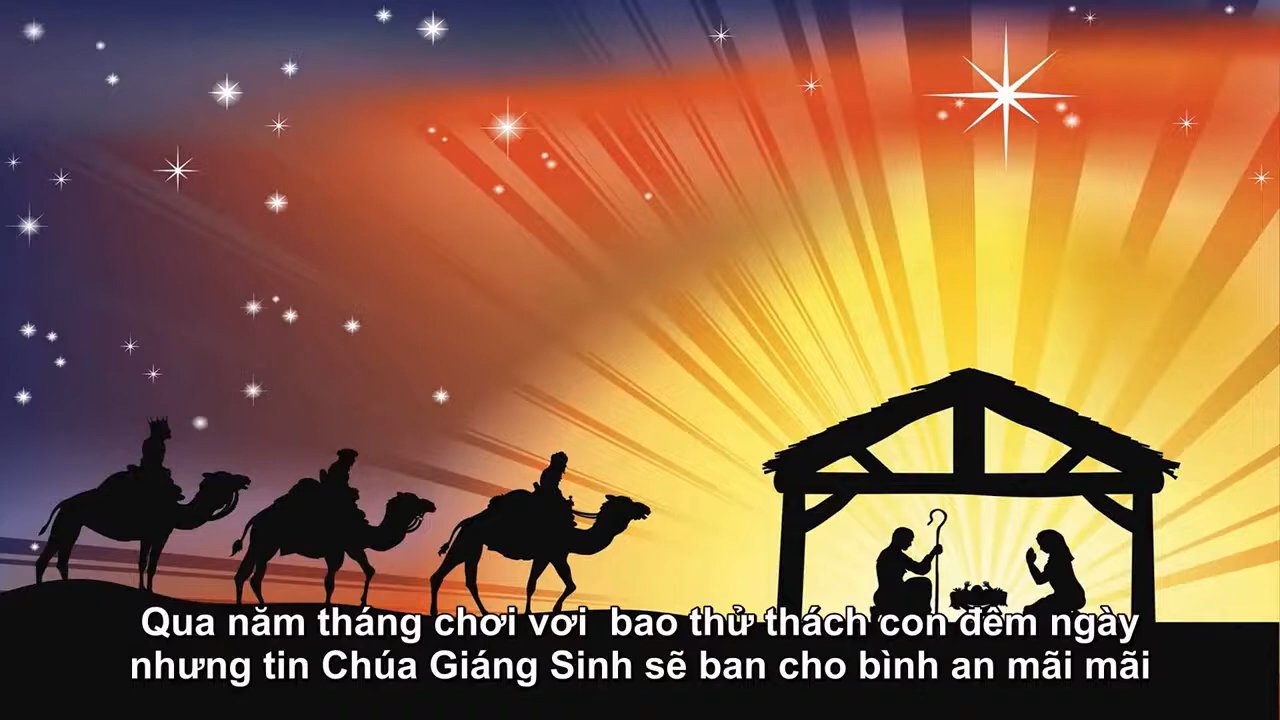 Qua năm tháng chơi vơi  bao thử thách con đêm ngày
nhưng tin Chúa Giáng Sinh sẽ ban cho bình an mãi mãi